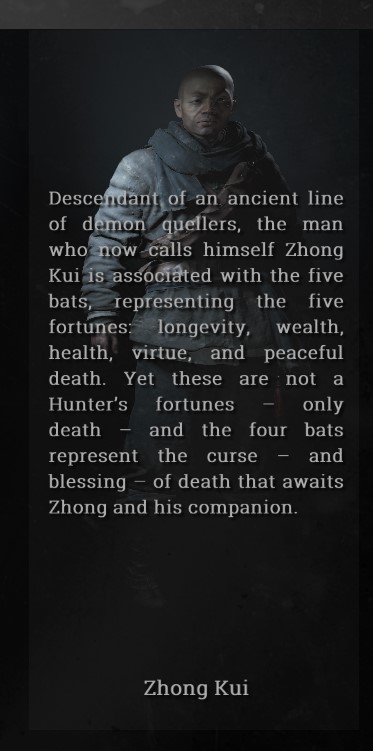 Descendant of an ancient line
of demon quellers, the man
who now calls himself Zhong
Kui is associated with the five
bats, representing the five
fortunes: longevity, wealth,
health, virtue, and peaceful
death. Yet these are not a
Hunter's fortunes – only
death – and the four bats
represent the curse – and
blessing – of death that awaits
Zhong and his companion.
Zhong Kui